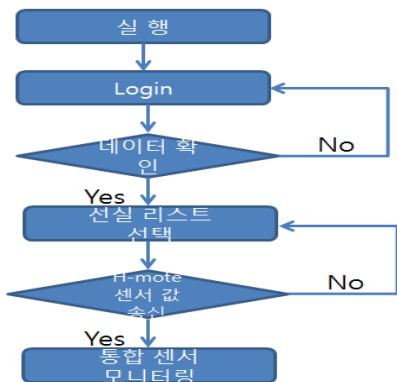 실 행
Login
데이터 확
인
No
Yes
선실 리스트
선택
H-mote
센서 값
송신
No
Yes
통합 센서
모니터링